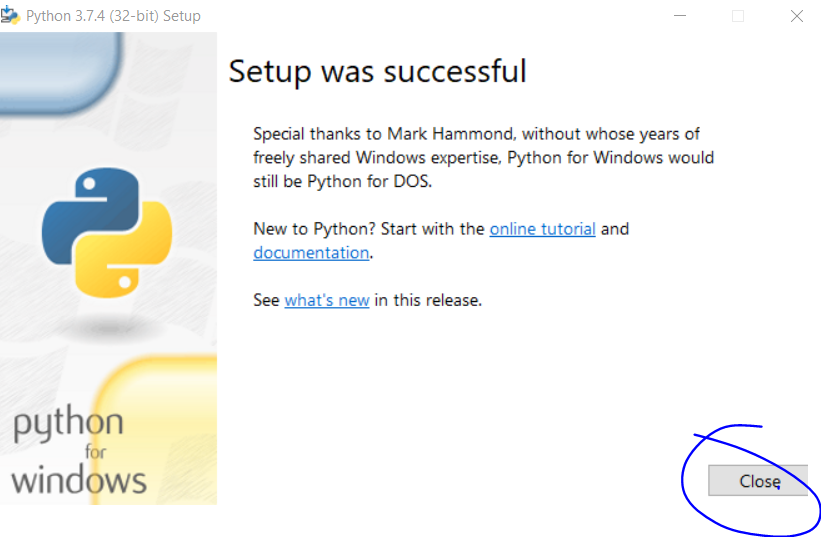 Python 3.7.4 (32-bit) Setup
Setup was successful
Special thanks to Mark Hammond, without whose years of
freely shared Windows expertise, Python for Windows would
still be Python for DOS.
New to Python? Start with the online tutorial and
documentation.
See what's new in this release.
python
for
windows
Close